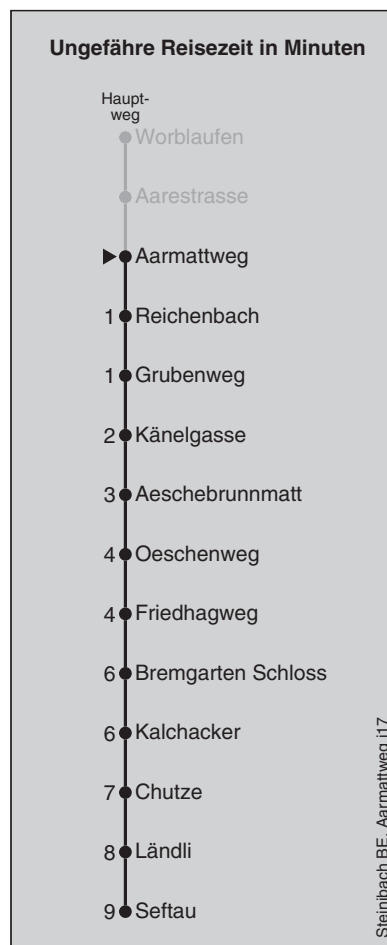 Ungefähre Reisezeit in Minuten
Haupt-
weg
Worblaufen
Aarestrasse
Aarmattweg
1 Reichenbach
1 Grubenweg
2 Känelgasse
3 Aeschebrunnmatt
4 Oeschenweg
4 Friedhagweg
6 Bremgarten Schloss
6 Kalchacker
7 Chutze
8 Ländli
9 Seftau
Steinibach BE, Aarmattweg i17